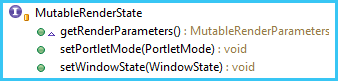 MutableRenderState
getRenderParameters() : MutableRenderParameters
setPortletMode(PortletMode) : void
setWindowState(WindowState) : void